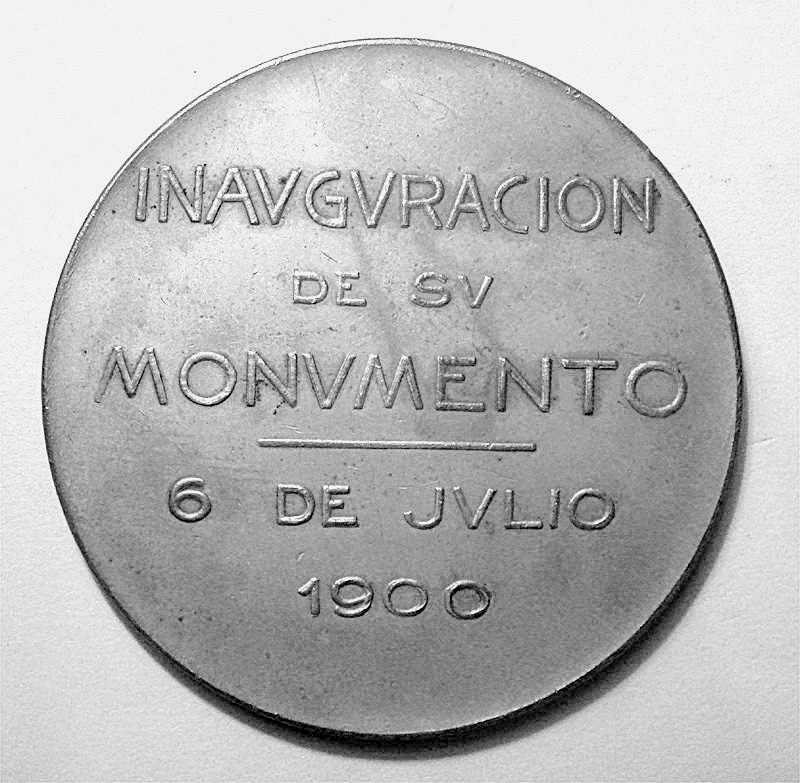 INAVGVRACION
DE SV
MONVMENTO
6 DE JVLIO
1900